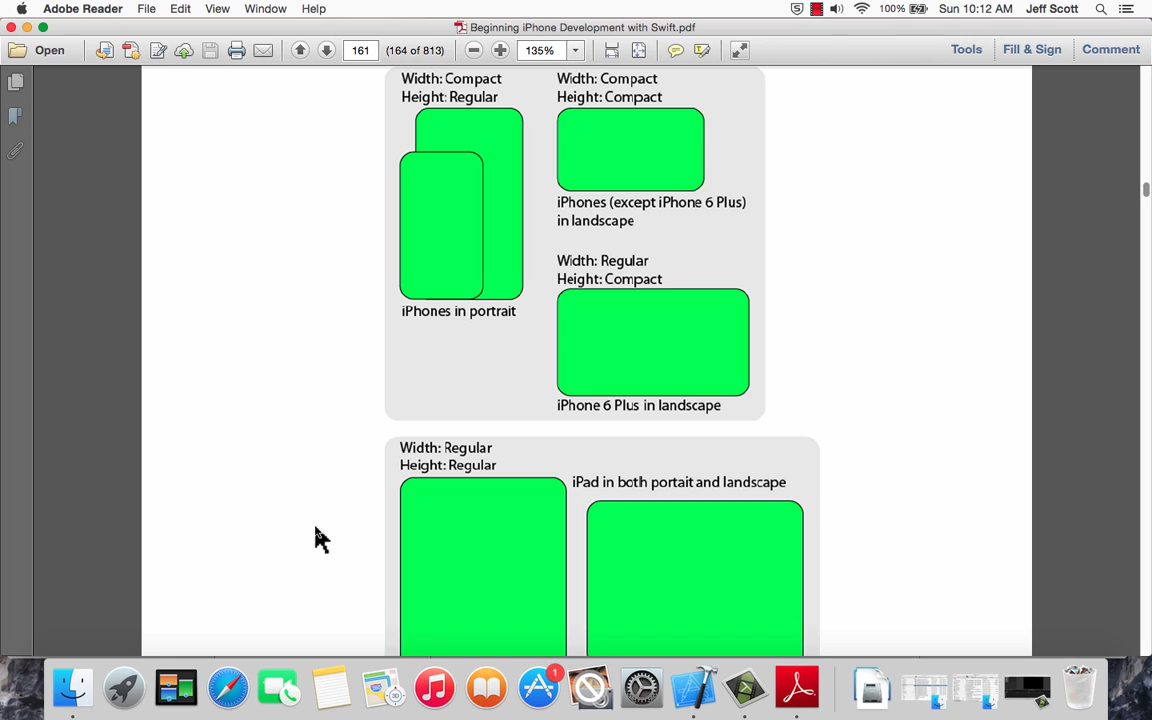 Adobe Reader File Edit View Window Help 100% Sun 10:12 AM Jeff Scott
Beginning iPhone Development with Swift.pdf
Open 161 (164 of 813) 135% Tools Fill & Sign Comment
Width: Compact
Height: Regular
iPhones in portrait
Width: Compact
Height: Compact
iPhones (except iPhone 6 Plus)
in landscape
Width: Regular
Height: Compact
iPhone 6 Plus in landscape
Width: Regular
Height: Regular
iPad in both portait and landscape
1